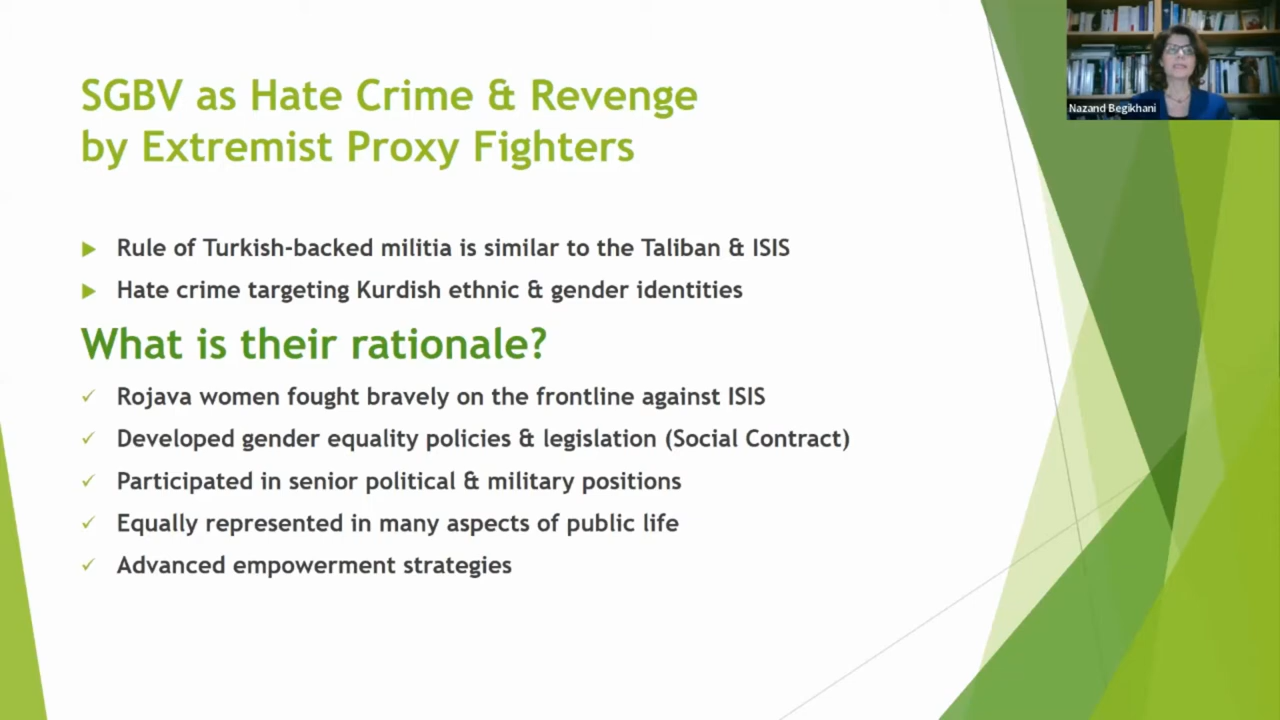 SGBV as Hate Crime & Revenge
by Extremist Proxy Fighters
Nazand Begikhani
Rule of Turkish-backed militia is similar to the Taliban & ISIS
Hate crime targeting Kurdish ethnic & gender identities
What is their rationale?
Rojava women fought bravely on the frontline against ISIS
Developed gender equality policies & legislation (Social Contract)
Participated in senior political & military positions
Equally represented in many aspects of public life
Advanced empowerment strategies